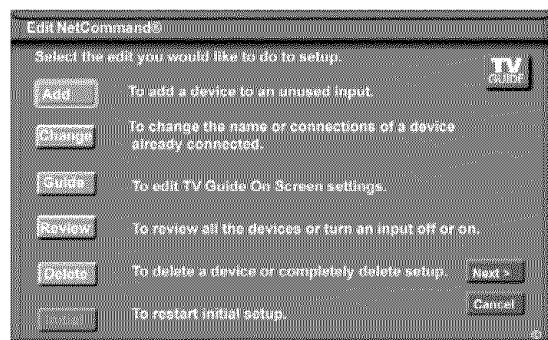 Edit NetCommand®
Select the edit you would like to do to setup.
TV
GUIDE
Add
To add a device to an unused input.
Change
To change the name or connections of a device
already connected.
Guide
To edit TV Guide On Screen settings.
Review
To review all the devices or turn an input off or on.
Delete
To delete a device or completely delete setup.
Next >
Cancel
Initial
To restart initial setup.
©